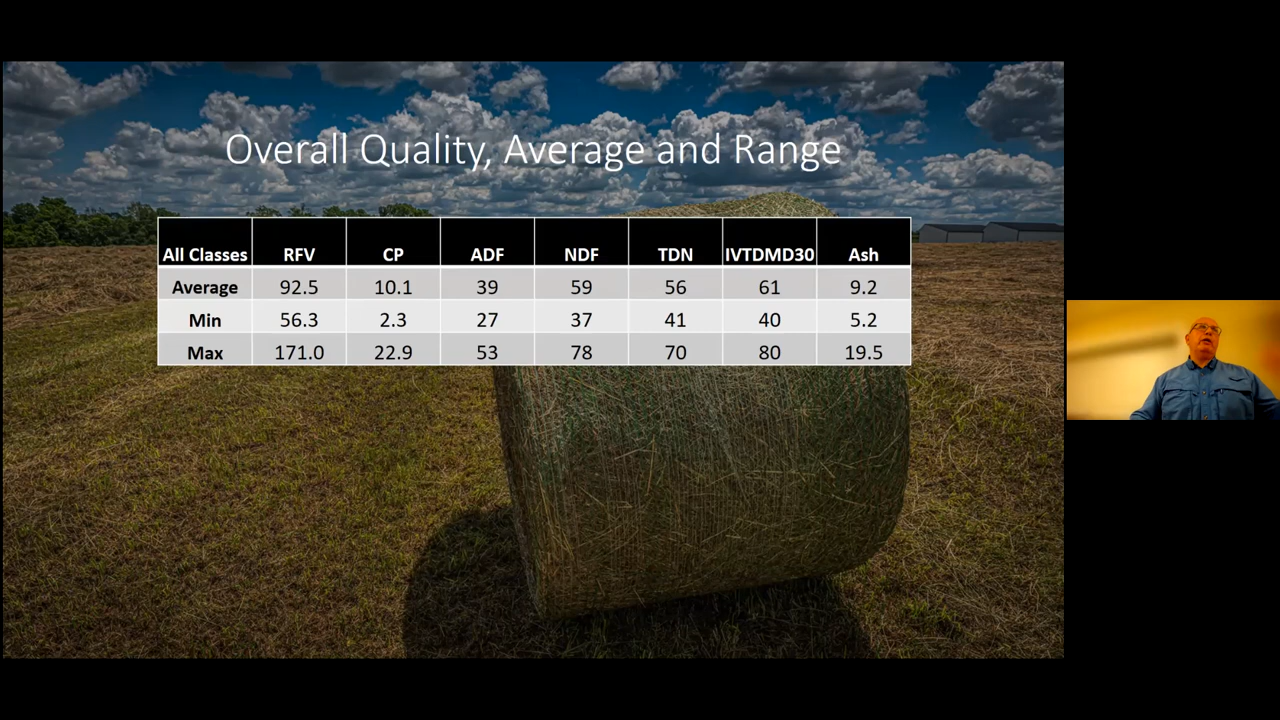 Overall Quality, Average and Range
All Classes RFV CP ADF NDF TDN IVTDMD30 Ash
Average 92.5 10.1 39 59 56 61 9.2
Min 56.3 2.3 27 37 41 40 5.2
Max 171.0 22.9 53 78 70 80 19.5